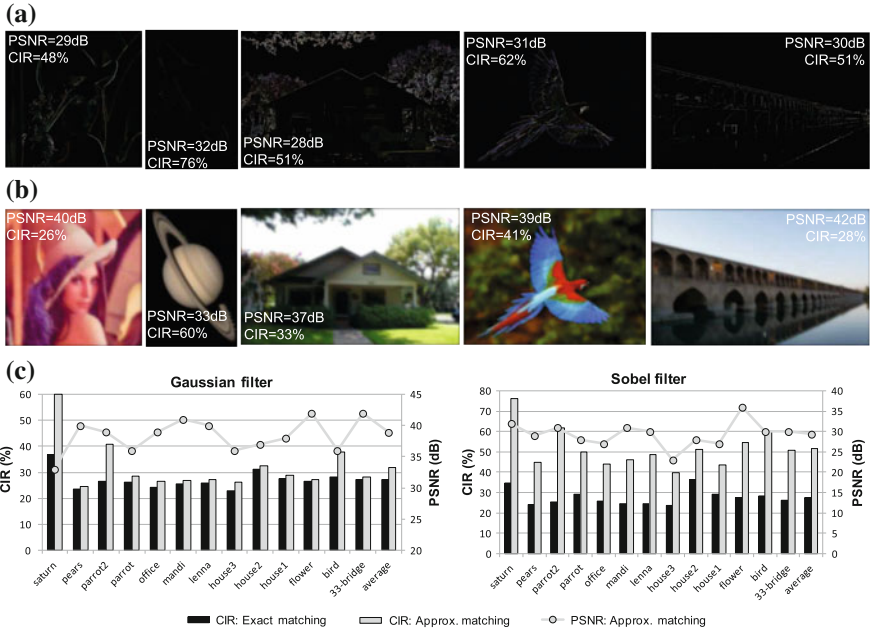 (a)
PSNR=29dB
CIR=48%
PSNR=32dB
CIR=76%
PSNR=28dB
CIR=51%
PSNR=31dB
CIR=62%
PSNR=30dB
CIR=51%
(b)
PSNR=40dB
CIR=26%
PSNR=33dB
CIR=60%
PSNR=37dB
CIR=33%
PSNR=39dB
CIR=41%
PSNR=42dB
CIR=28%
(c)
Gaussian filter
CIR (%)
60
50
40
30
20
10
0
45
40
35
30
25
20
PSNR (dB)
saturn
pears
parrot2
parrot
office
mandi
lenna
house3
house2
house1
flower
bird
33-bridge
average
Sobel filter
CIR (%)
80
70
60
50
40
30
20
10
0
40
35
30
25
20
15
10
5
0
PSNR (dB)
saturn
pears
parrot2
parrot
office
mandi
lenna
house3
house2
house1
flower
bird
33-bridge
average
CIR: Exact matching
CIR: Approx. matching
PSNR: Approx. matching